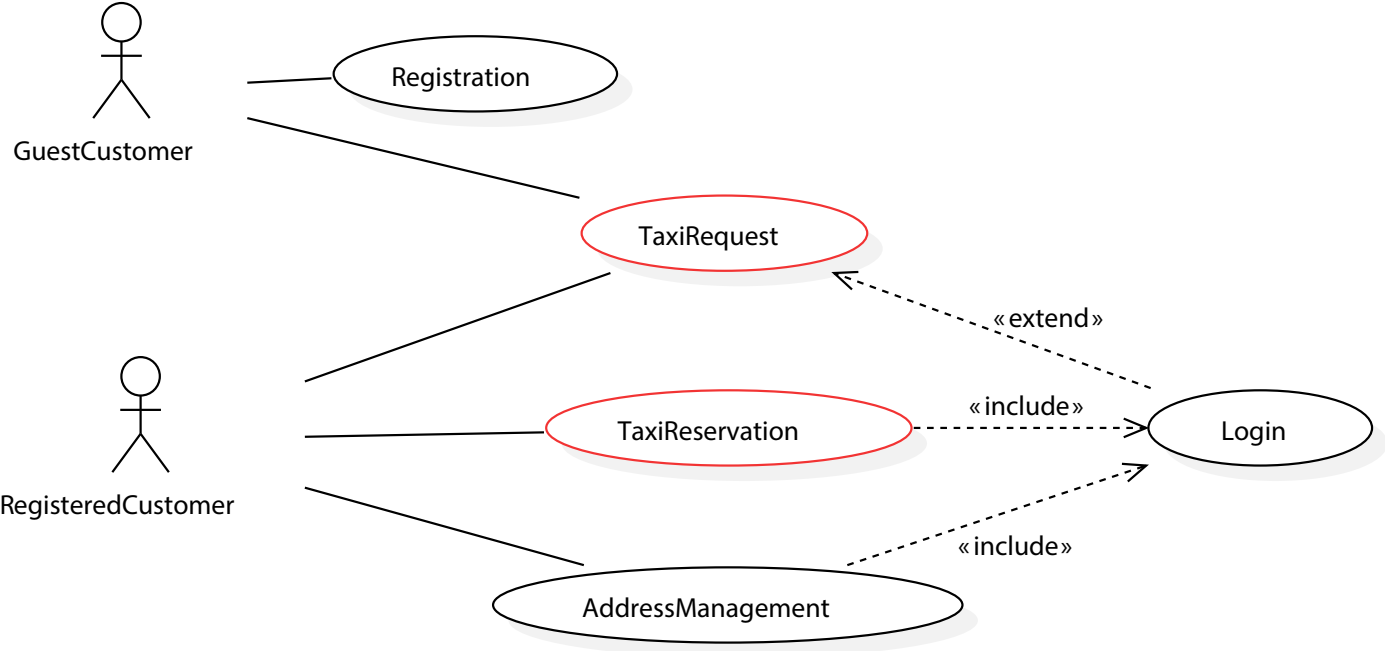 Registration
GuestCustomer
TaxiRequest
«extend»
«include»
TaxiReservation
Login
RegisteredCustomer
«include»
AddressManagement